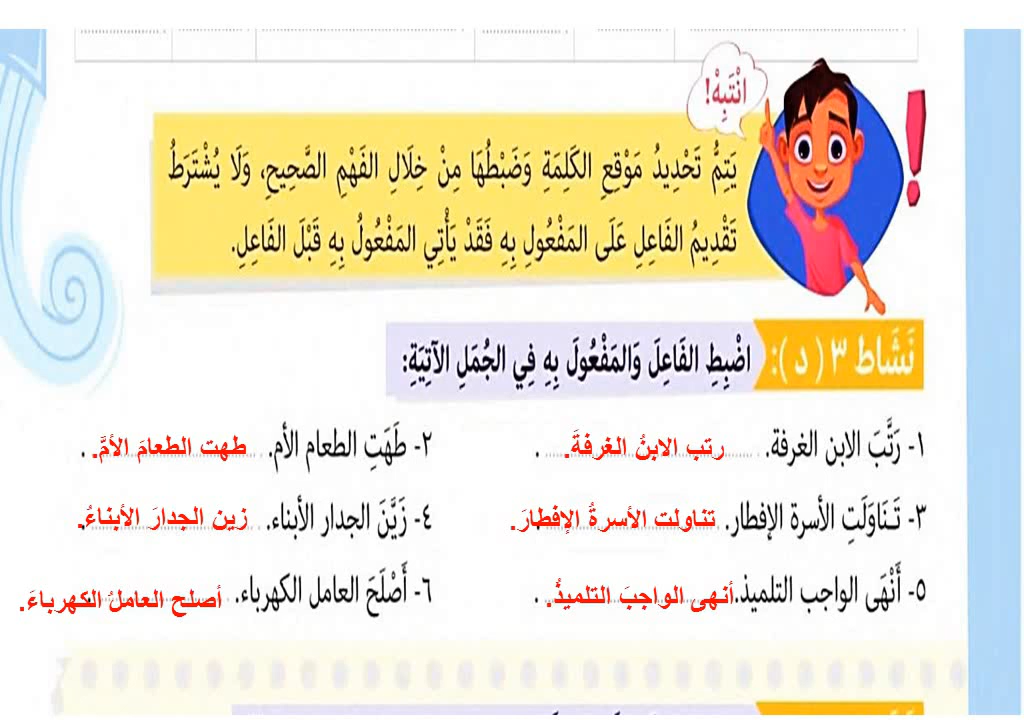 انْتَبِهْ!
يَتِمُّ تَحْدِيدُ مَوْقِعِ الكَلِمَةِ وَضَبْطُهَا مِنْ خِلَالِ الفَهْمِ الصَّحِيحِ، وَلَا يُشْتَرَطُ
تَقْدِيمُ الفَاعِلِ عَلَى المَفْعُولِ بِهِ فَقَدْ يَأْتِي المَفْعُولُ بِهِ قَبْلَ الفَاعِلِ.
نَشَاط ٣ ( د ): اضْبِطِ الفَاعِلَ وَالمَفْعُولَ بِهِ فِي الجُمَلِ الآتِيَةِ:
١- رَتَّبَ الابن الغرفة. رتب الابنُ الغرفةَ. ٢- طَهَتِ الطعام الأم. طهت الطعامَ الأمَّ.
٣- تَنَاوَلَتِ الأسرة الإفطار. تناولت الأسرةُ الإفطارَ. ٤- زَيَّنَ الجدار الأبناء. زين الجدارَ الأبناءُ.
٥- أَنْهَى الواجب التلميذ. أنهى الواجبَ التلميذُ. ٦- أَصْلَحَ العامل الكهرباء. أصلح العاملُ الكهرباءَ.